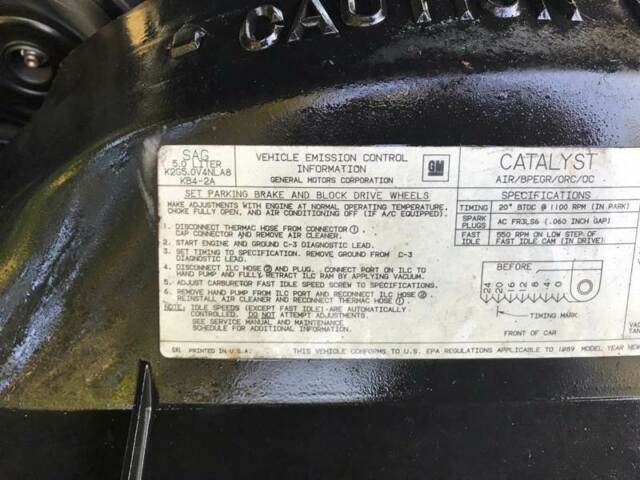 CAUTION
SAG
5.0 LITER
K2G5.0V4NLA8
KB4-2A
VEHICLE EMISSION CONTROL
INFORMATION
GENERAL MOTORS CORPORATION
GM
CATALYST
AIR/BPEGR/ORC/OC
SET PARKING BRAKE AND BLOCK DRIVE WHEELS
MAKE ADJUSTMENTS WITH ENGINE AT NORMAL OPERATING TEMPERATURE,
CHOKE FULLY OPEN, AND AIR CONDITIONING OFF (IF A/C EQUIPPED).
1. DISCONNECT THERMAC HOSE FROM CONNECTOR ①.
CAP CONNECTOR AND REMOVE AIR CLEANER.
2. START ENGINE AND GROUND C-3 DIAGNOSTIC LEAD.
3. SET TIMING TO SPECIFICATION. REMOVE GROUND FROM C-3
DIAGNOSTIC LEAD.
4. DISCONNECT ILC HOSE ② AND PLUG. CONNECT PORT ON ILC TO
HAND PUMP AND FULLY RETRACT ILC RAM BY APPLYING VACUUM.
5. ADJUST CARBURETOR FAST IDLE SPEED SCREW TO SPECIFICATION.
6. REMOVE HAND PUMP FROM ILC PORT AND RECONNECT ILC HOSE ②.
REINSTALL AIR CLEANER AND RECONNECT THERMAC HOSE ①.
NOTE: IDLE SPEEDS (EXCEPT FAST IDLE) ARE AUTOMATICALLY
CONTROLLED. DO NOT ATTEMPT ADJUSTMENTS.
SEE SERVICE MANUAL AND MAINTENANCE
SCHEDULE FOR ADDITIONAL INFORMATION.
SPECIFICATIONS
TIMING 20° BTDC @ 1100 RPM (IN PARK)
SPARK PLUGS AC FR3LS6 (.060 INCH GAP)
FAST IDLE 550 RPM ON LOW STEP OF
FAST IDLE CAM (IN DRIVE)
BEFORE
24 20 16 12 8 4 0
TIMING MARK
FRONT OF CAR
PRINTED IN U.S.A.
THIS VEHICLE CONFORMS TO U.S. EPA REGULATIONS APPLICABLE TO 1989 MODEL YEAR NEW